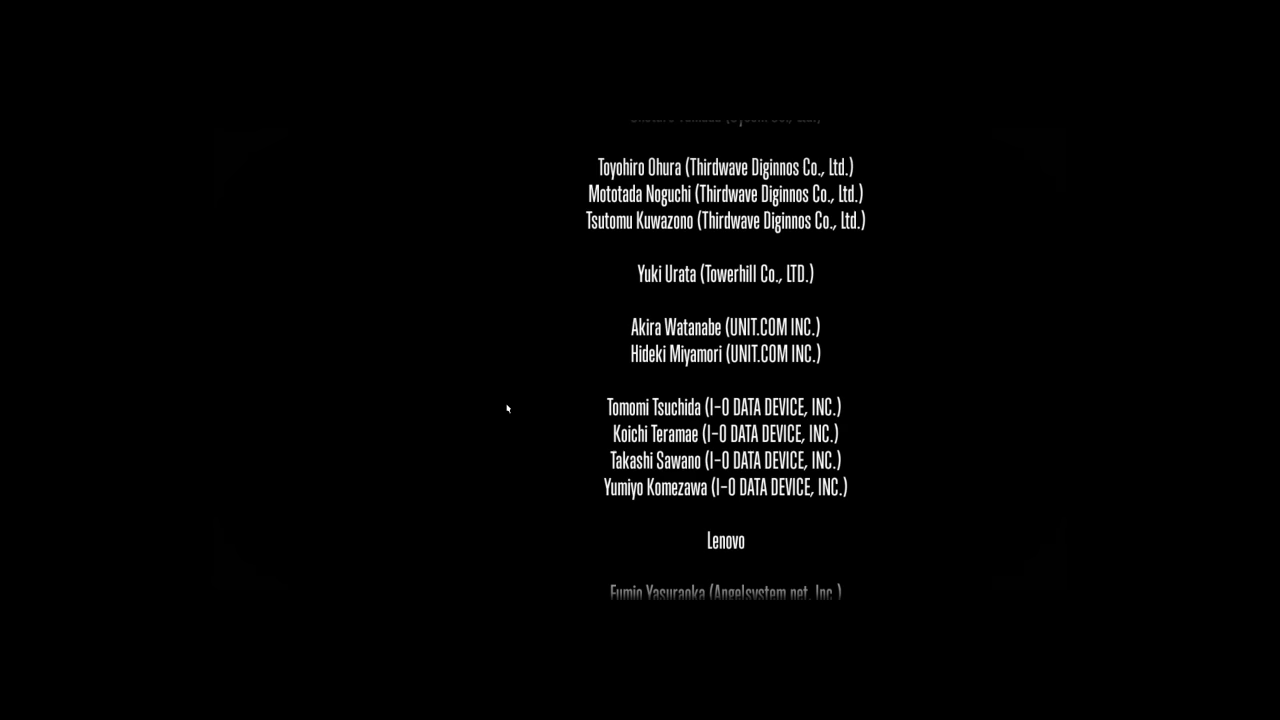 Toyohiro Ohura (Thirdwave Diginnos Co., Ltd.)
Mototada Noguchi (Thirdwave Diginnos Co., Ltd.)
Tsutomu Kuwazono (Thirdwave Diginnos Co., Ltd.)
Yuki Urata (Towerhill Co., LTD.)
Akira Watanabe (UNIT.COM INC.)
Hideki Miyamori (UNIT.COM INC.)
Tomomi Tsuchida (I-O DATA DEVICE, INC.)
Koichi Teramae (I-O DATA DEVICE, INC.)
Takashi Sawano (I-O DATA DEVICE, INC.)
Yumiyo Komezawa (I-O DATA DEVICE, INC.)
Lenovo
Fumio Yasuraoka (Angelsystem net, Inc.)